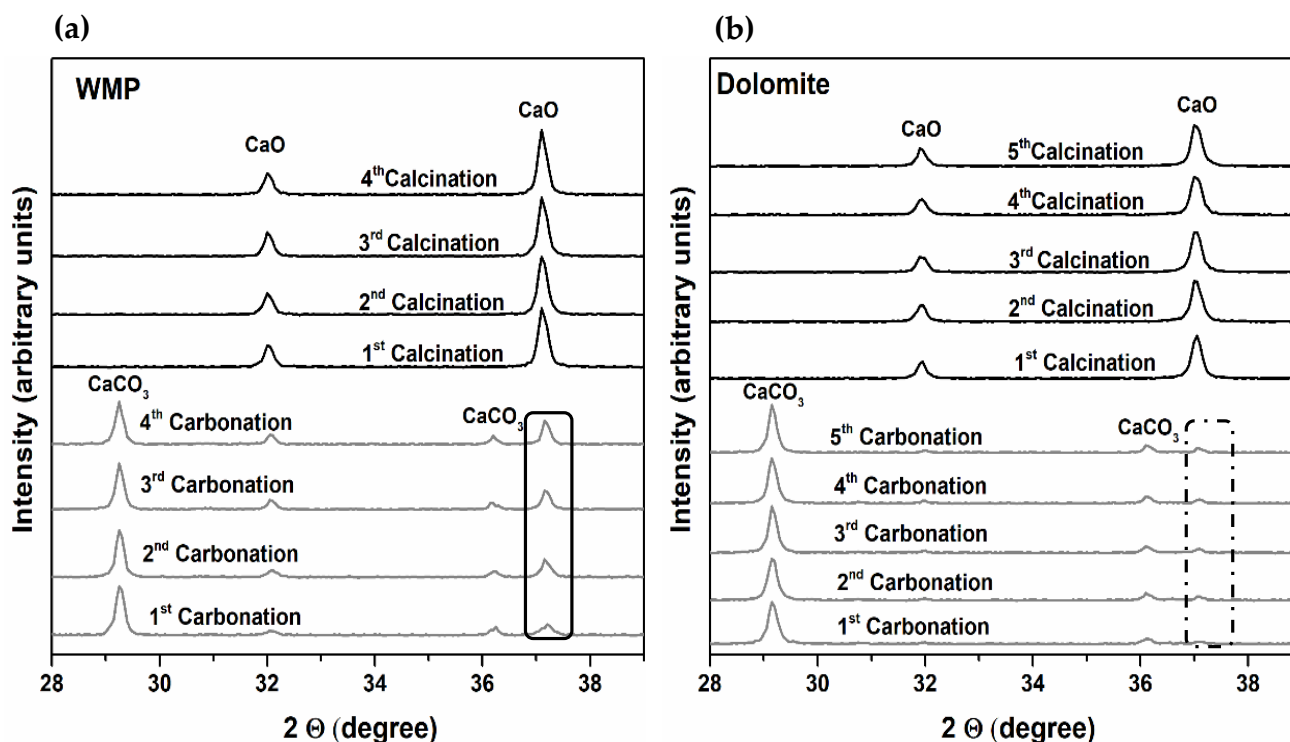 (a)
WMP
CaO
CaO
4th Calcination
3rd Calcination
2nd Calcination
1st Calcination
CaCO3
4th Carbonation
CaCO3
3rd Carbonation
2nd Carbonation
1st Carbonation
28 30 32 34 36 38
2 Θ (degree)
Intensity (arbitrary units)
(b)
Dolomite
CaO
CaO
5th Calcination
4th Calcination
3rd Calcination
2nd Calcination
1st Calcination
CaCO3
CaCO3
5th Carbonation
4th Carbonation
3rd Carbonation
2nd Carbonation
1st Carbonation
28 30 32 34 36 38
2 Θ (degree)
Intensity (arbitrary units)